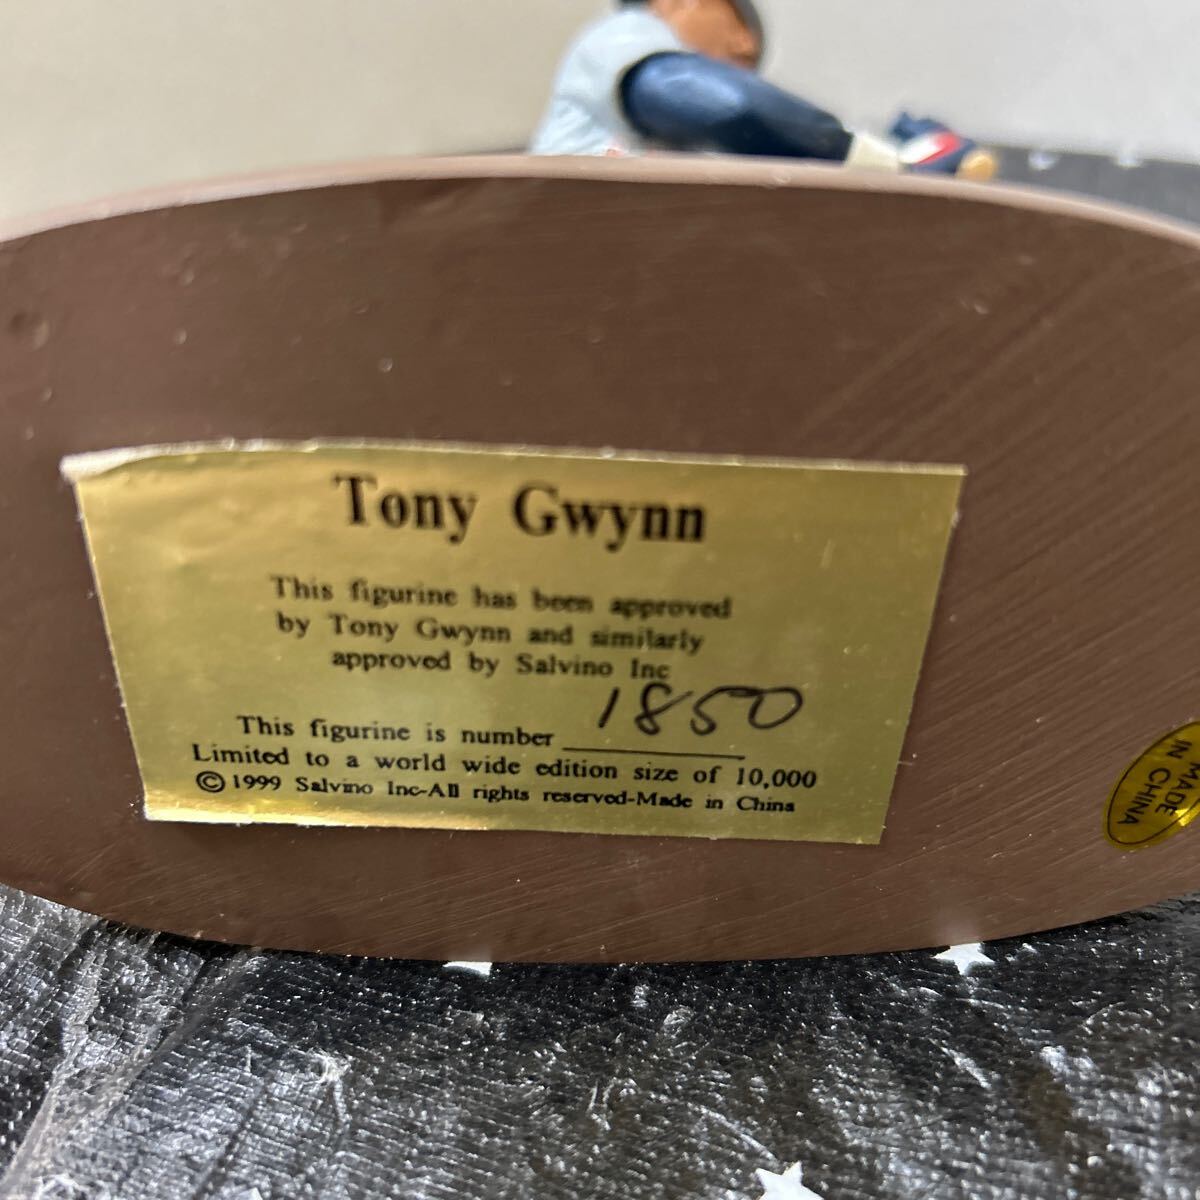 Tony Gwynn
This figurine has been approved
by Tony Gwynn and similarly
approved by Salvino Inc
This figurine is number 1850
Limited to a world wide edition size of 10,000
© 1999 Salvino Inc-All rights reserved-Made in China
MADE
IN CHINA